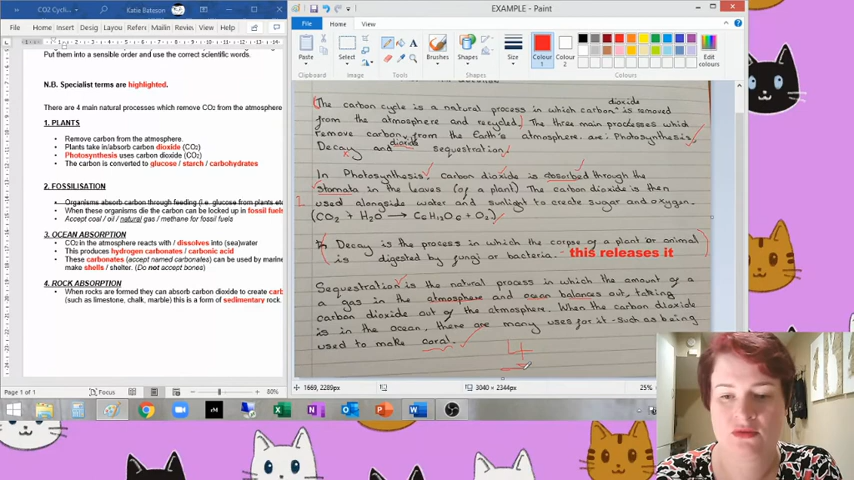 CO2 Cycli
Katie Bateson
File Home Insert Draw Desig Layou Refere Mailin Review
Put them into a sensible order and use the correct scientific words.
N.B. Specialist terms are highlighted.
There are 4 main natural processes which remove CO₂ from the atmosphere
1. PLANTS
Remove carbon from the atmosphere.
Plants take in/absorb carbon dioxide (CO₂)
Photosynthesis uses carbon dioxide (CO₂)
The carbon is converted to glucose / starch / carbohydrates
2. FOSSILISATION
Organisms absorb carbon through feeding (i.e. glucose from plants etc
When these organisms die the carbon can be locked up in fossil fuels
Accept coal / oil / natural gas / methane for fossil fuels
3. OCEAN ABSORPTION
CO₂ in the atmosphere reacts with / dissolves into (sea)water
This produces hydrogen carbonates / carbonic acid
These carbonates (accept named carbonates) can be used by marine
make shells / shelter. (Do not accept bones)
4. ROCK ABSORPTION
When rocks are formed they can absorb carbon dioxide to create carb
(such as limestone, chalk, marble) this is a form of sedimentary rock.
Page 1 of 1
Focus
80%
EXAMPLE - Paint
File Home View
Paste
Select
Brushes
Shapes
Size
Colour 1
Colour 2
Edit colours
Clipboard
Image
Tools
Colours
dioxide
The carbon cycle is a natural process in which carbon is removed
from the atmosphere and recycled. The three main processes which
remove carbon from the Earth's atmosphere are: Photosynthesis,
dioxide
Decay and sequestration.
In Photosynthesis, carbon dioxide is absorbed through the
stomata in the leaves (of a plant). The carbon dioxide is then
used alongside water and sunlight to create sugar and oxygen.
(CO₂ + H₂O → C₆H₁₂O₆ + O₂)
Decay is the process in which the corpse of a plant or animal
is digested by fungi or bacteria. - this releases it
Sequestration is the natural process in which the amount of a
a gas in the atmosphere and ocean balances out, taking
carbon dioxide out of the atmosphere. When the carbon dioxide
is in the ocean, there are many uses for it - such as being
used to make coral.
4
1669, 2289px
3040 × 2344px
25%